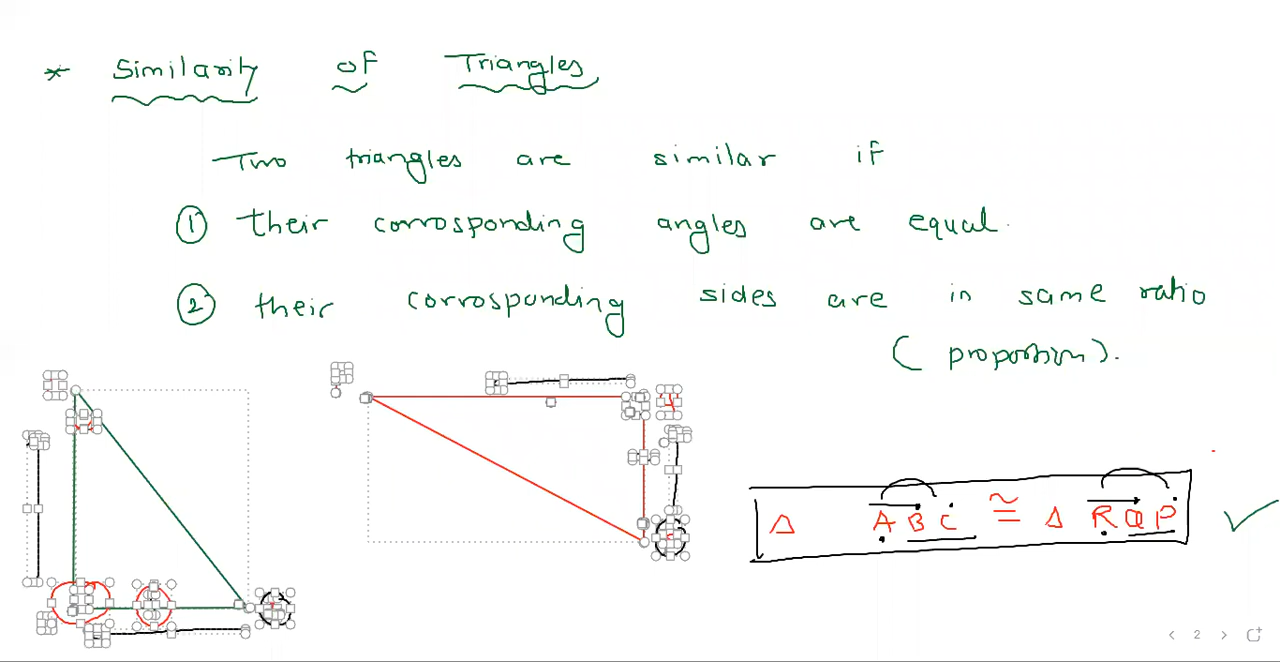 * Similarity of Triangles
Two triangles are similar if
① their corrosponding angles are equal.
② their corrosponding sides are in same ratio
( proportion ).
Δ ABC ≅ Δ RQP ✓
< 2 >